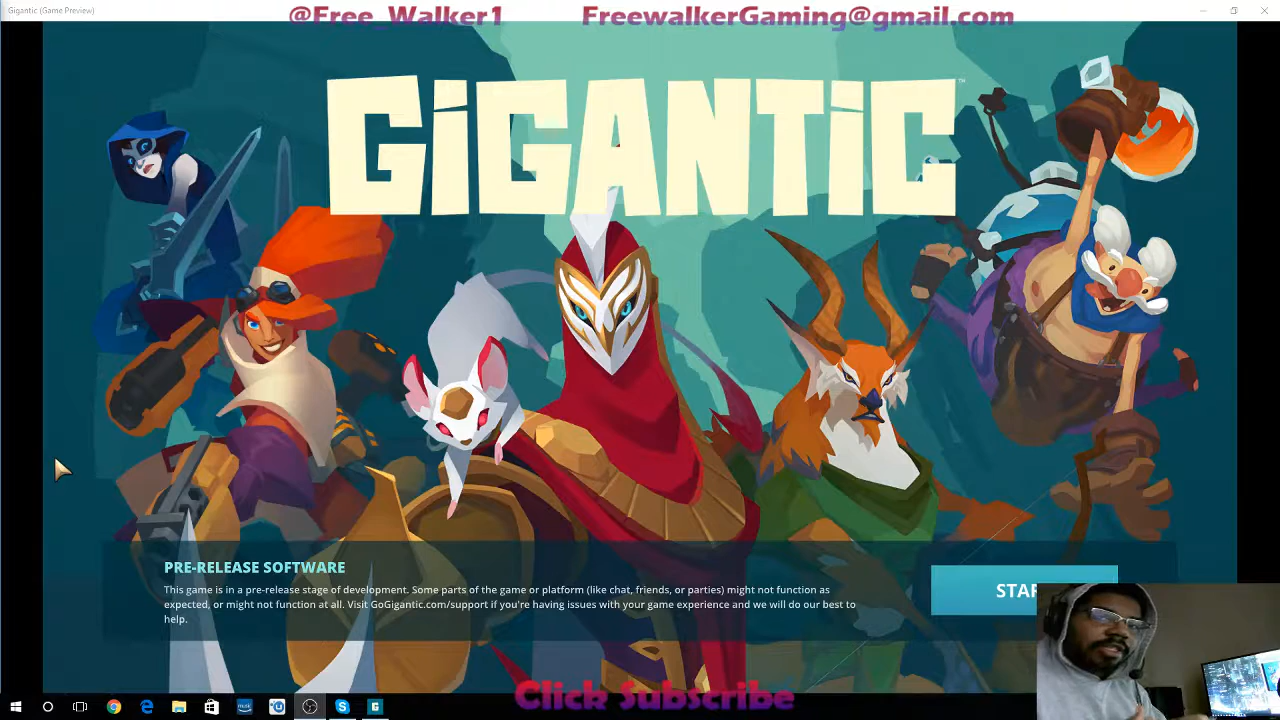 Gigantic (Game Preview)
@Free_Walker1 FreewalkerGaming@gmail.com
GiGANTiC™
PRE-RELEASE SOFTWARE
This game is in a pre-release stage of development. Some parts of the game or platform (like chat, friends, or parties) might not function as
expected, or might not function at all. Visit GoGigantic.com/support if you're having issues with your game experience and we will do our best to
help.
STAR
Click Subscribe
music